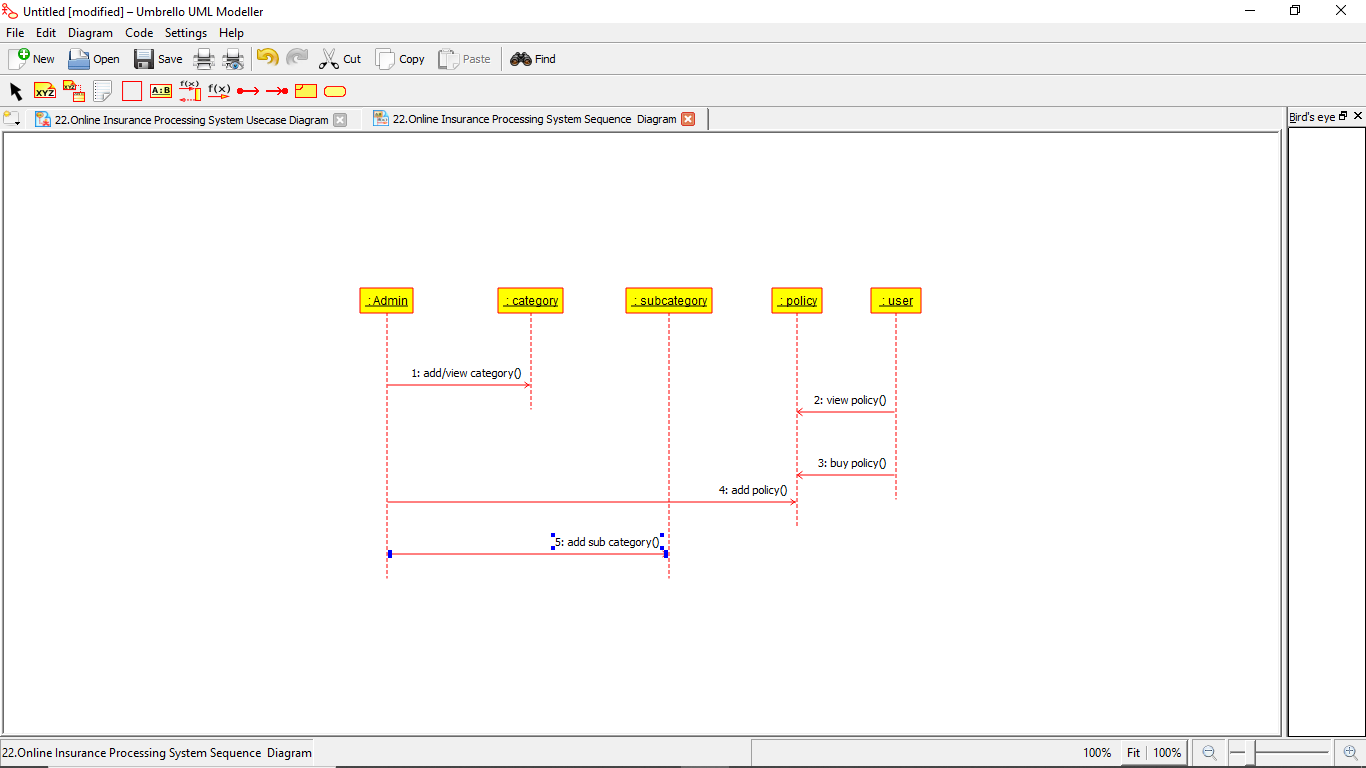 Untitled [modified] – Umbrello UML Modeller
File Edit Diagram Code Settings Help
New Open Save Cut Copy Paste Find
XYZ XYZ A:B f(x) f(x)
22.Online Insurance Processing System Usecase Diagram 22.Online Insurance Processing System Sequence  Diagram Bird's eye
: Admin : category : subcategory : policy : user
1: add/view category()
2: view policy()
3: buy policy()
4: add policy()
5: add sub category()
22.Online Insurance Processing System Sequence  Diagram 100% Fit 100%